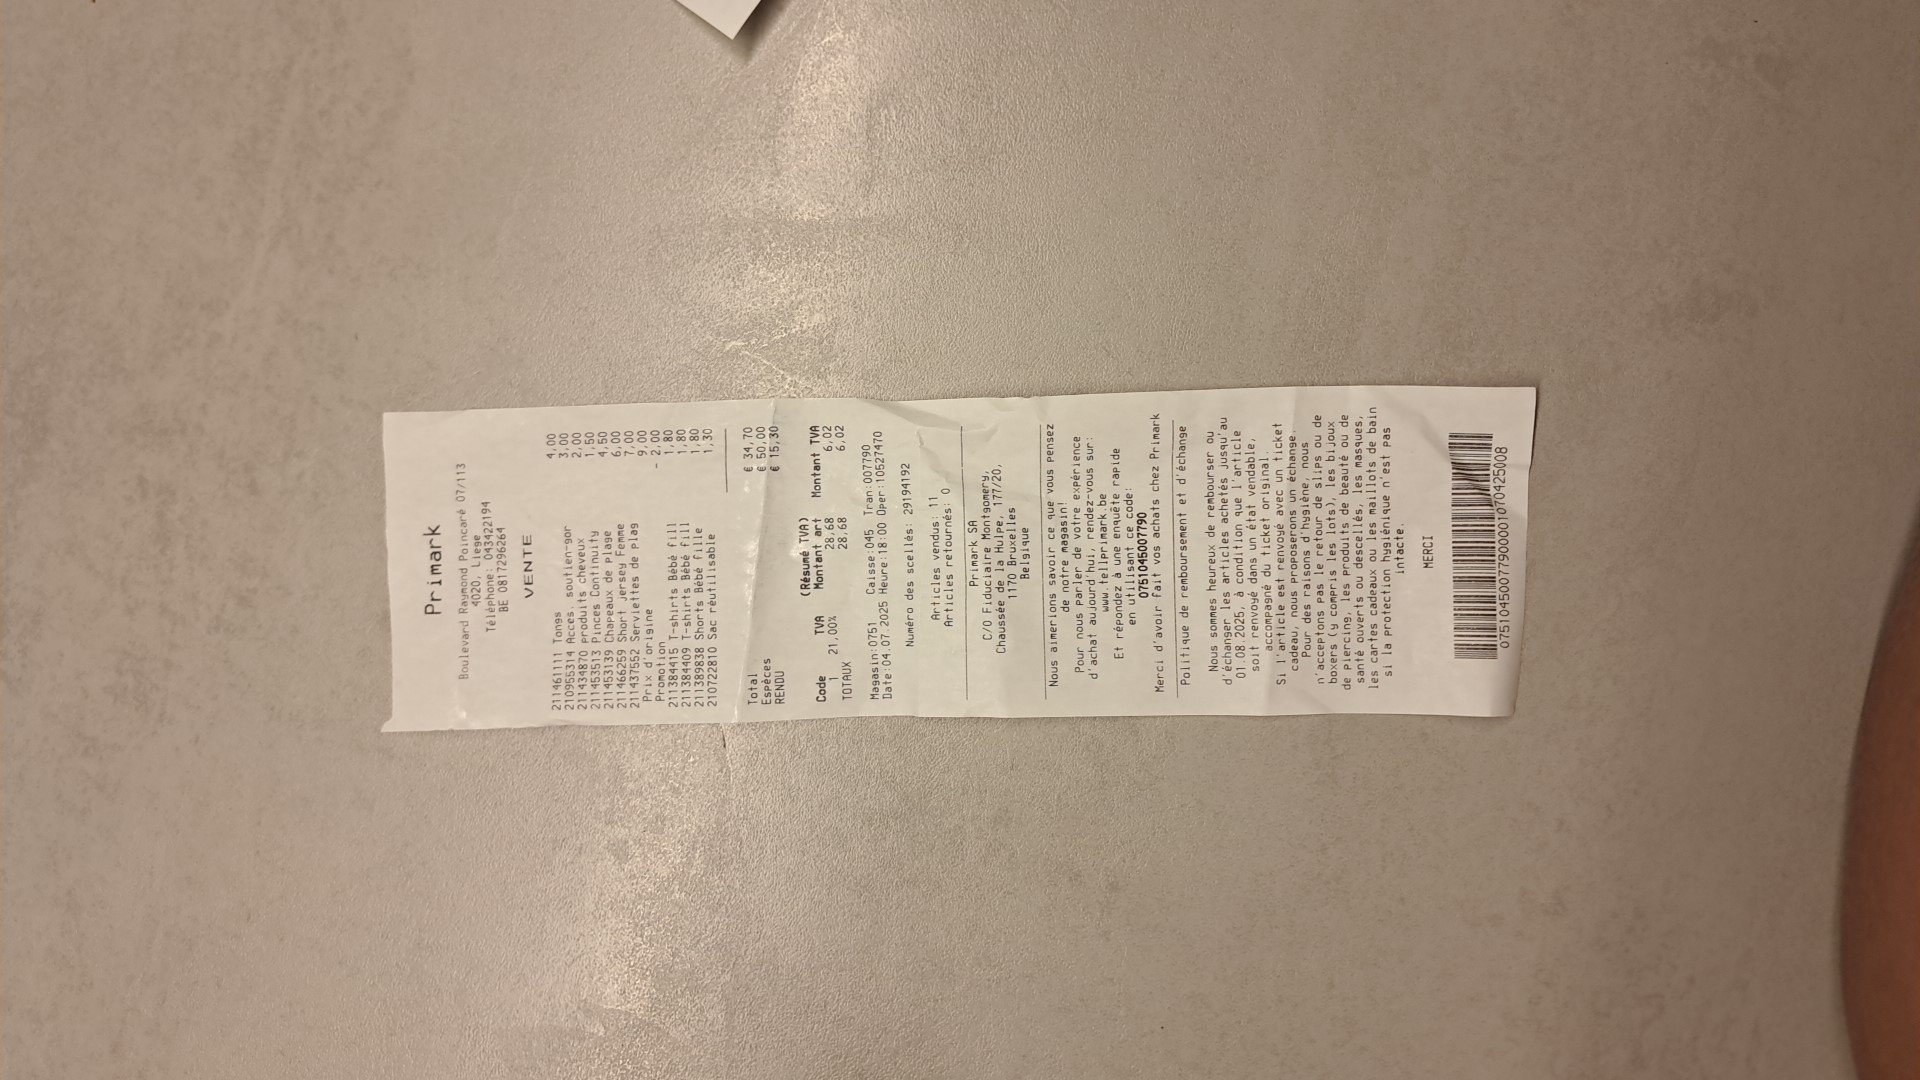 Primark
Boulevard Raymond Poincaré 07/113
4020, Liege
Téléphone: 043422194
BE 0817296264
VENTE
211461111 Tongs 4,00
210955314 Acces. soutien-gor 3,00
211434870 produits cheveux 2,00
211453513 Pinces Continuity 1,50
211453139 Chapeaux de plage 4,50
211466259 Short Jersey Femme 6,00
211437552 Serviettes de plag 7,00
Prix d'origine 9,00
Promotion - 2,00
211384415 T-shirts Bébé fill 1,80
211384409 T-shirts Bébé fill 1,80
211389838 Shorts Bébé fille 1,80
210722810 Sac réutilisable 1,30
Total € 34,70
Espèces € 50,00
RENDU € 15,30
(Résumé TVA)
Code TVA Montant art Montant TVA
1 21,00% 28,68 6,02
TOTAUX 28,68 6,02
Magasin:0751 Caisse:045 Tran:007790
Date:04.07.2025 Heure:18:00 Oper:10527470
Numéro des scellés: 29194192
Articles vendus: 11
Articles retournés: 0
Primark SA
C/O Fiduciaire Montgomery,
Chaussée de la Hulpe, 177/20,
1170 Bruxelles
Belgique
Nous aimerions savoir ce que vous pensez
de notre magasin!
Pour nous parler de votre expérience
d'achat aujourd'hui, rendez-vous sur:
www.tellprimark.be
Et répondez à une enquête rapide
en utilisant ce code:
0751045007790
Merci d'avoir fait vos achats chez Primark
Politique de remboursement et d'échange
Nous sommes heureux de rembourser ou
d'échanger les articles achetés jusqu'au
01.08.2025, à condition que l'article
soit renvoyé dans un état vendable,
accompagné du ticket original.
Si l'article est renvoyé avec un ticket
cadeau, nous proposerons un échange.
Pour des raisons d'hygiène, nous
n'acceptons pas le retour de slips ou de
boxers (y compris les lots), les bijoux
de piercing, les produits de beauté ou de
santé ouverts ou descellés, les masques,
les cartes cadeaux ou les maillots de bain
si la protection hygiénique n'est pas
intacte.
MERCI
07510450077900001070425008